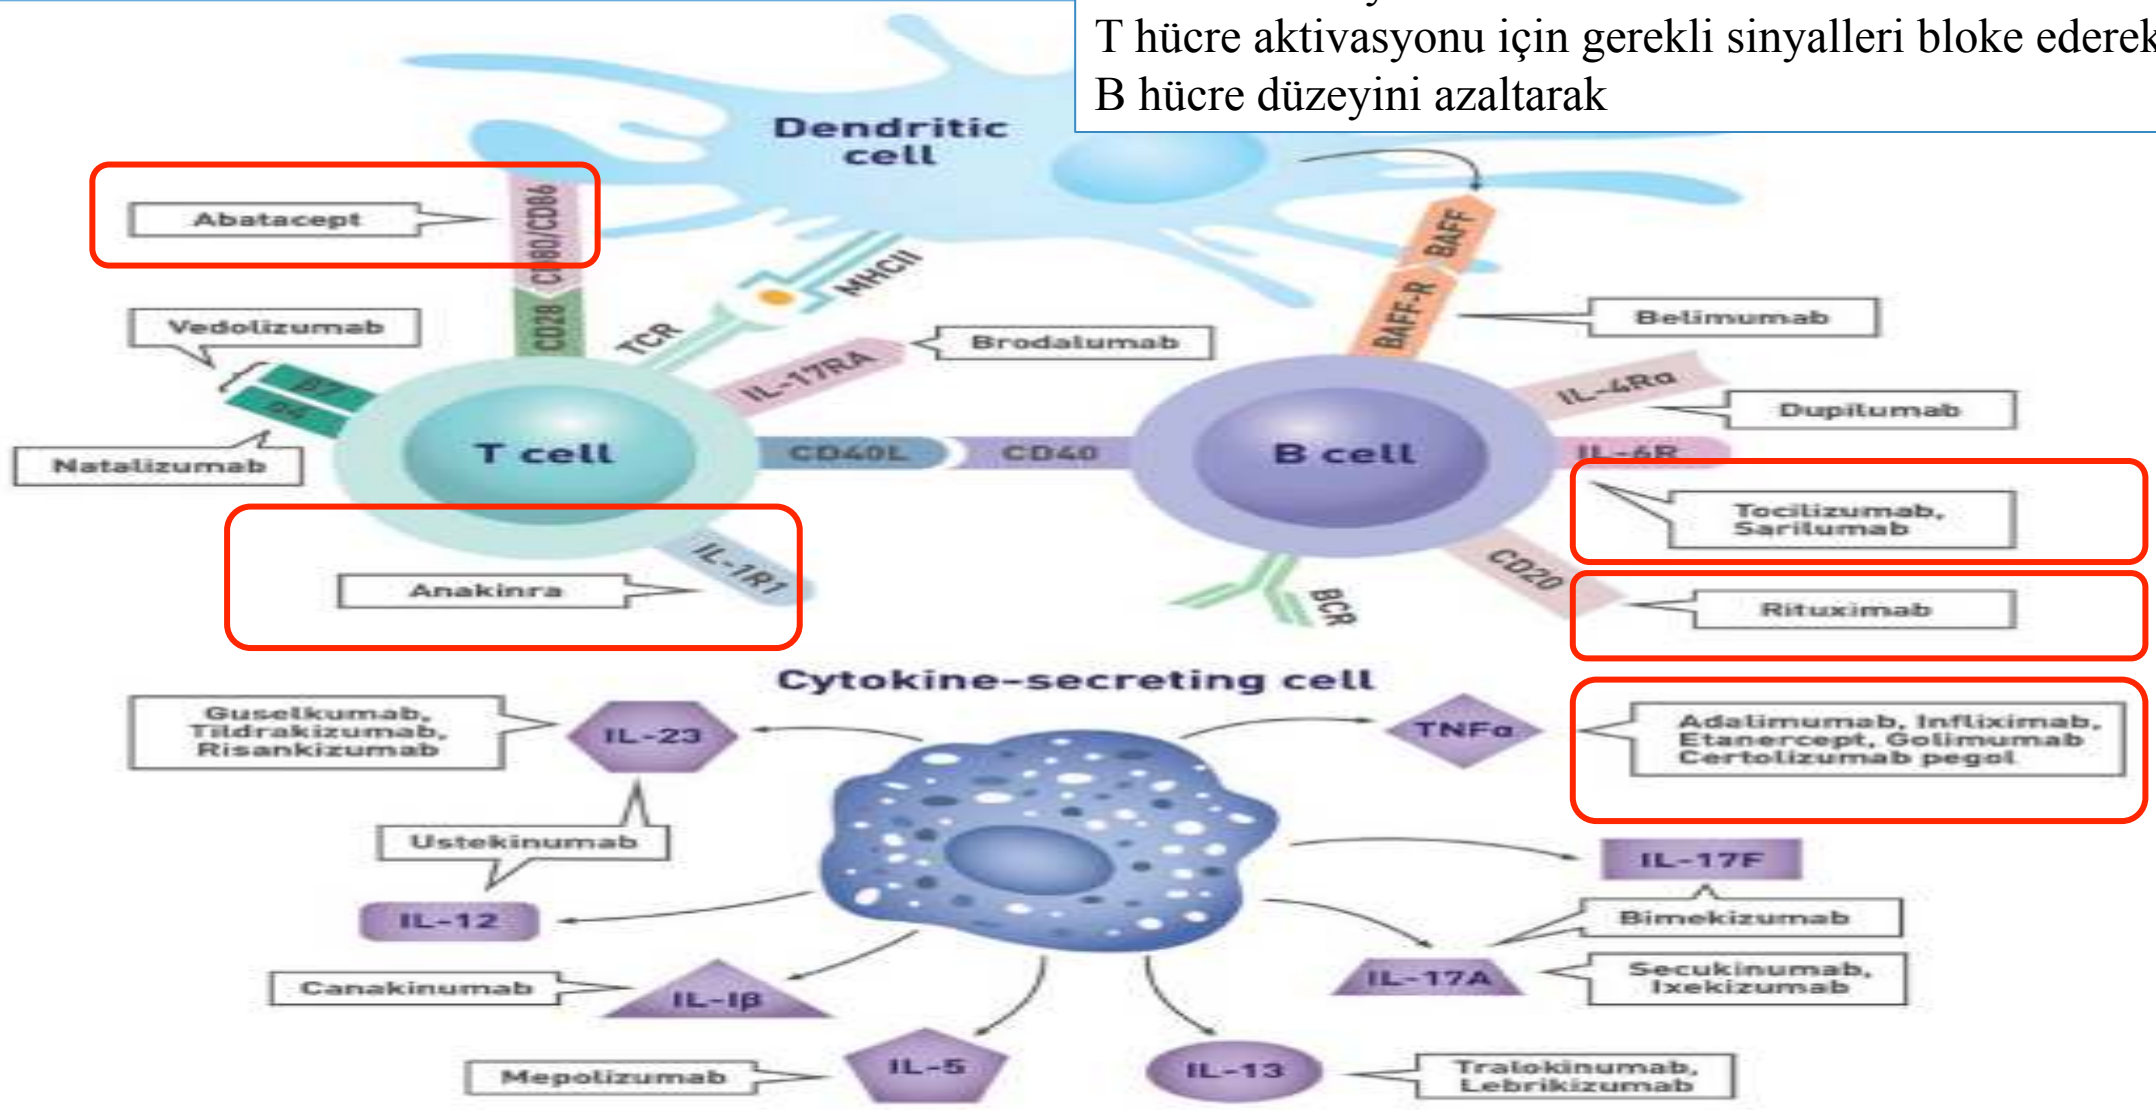 T hücre aktivasyonu için gerekli sinyalleri bloke ederek
B hücre düzeyini azaltarak
Dendritic
cell
Abatacept
CD80/CD86
CD28
TCR
MHCII
BAFF
BAFF-R
Belimumab
Vedolizumab
β7
α4
Natalizumab
Brodalumab
IL-17RA
IL-4Rα
Dupilumab
T cell
CD40L
CD40
B cell
IL-6R
Tocilizumab,
Sarilumab
IL-1R1
Anakinra
BCR
CD20
Rituximab
Cytokine-secreting cell
Guselkumab,
Tildrakizumab,
Risankizumab
IL-23
TNFα
Adalimumab, Infliximab,
Etanercept, Golimumab
Certolizumab pegol
Ustekinumab
IL-12
IL-17F
Bimekizumab
Canakinumab
IL-Iβ
IL-17A
Secukinumab,
Ixekizumab
Mepolizumab
IL-5
IL-13
Tralokinumab,
Lebrikizumab